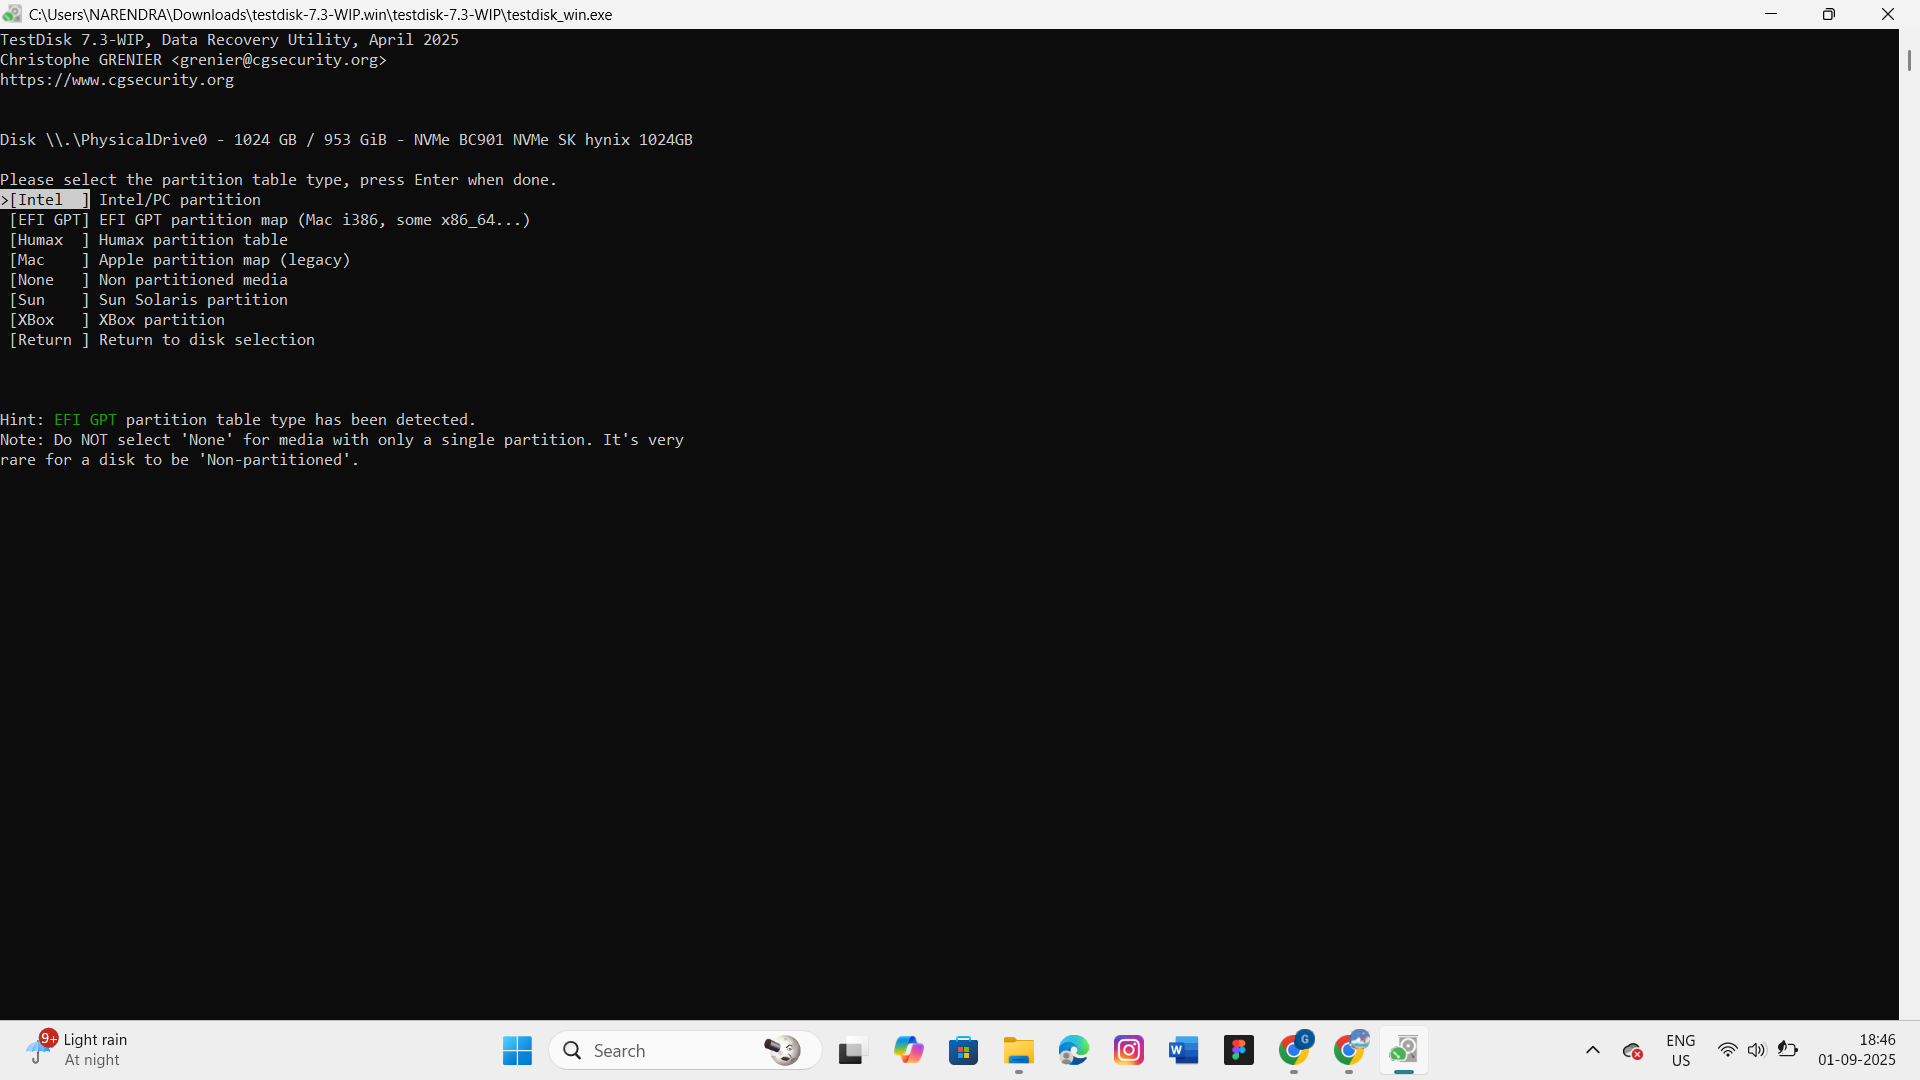 C:\Users\NARENDRA\Downloads\testdisk-7.3-WIP.win\testdisk-7.3-WIP\testdisk_win.exe
TestDisk 7.3-WIP, Data Recovery Utility, April 2025
Christophe GRENIER <grenier@cgsecurity.org>
https://www.cgsecurity.org
Disk \\.\PhysicalDrive0 - 1024 GB / 953 GiB - NVMe BC901 NVMe SK hynix 1024GB
Please select the partition table type, press Enter when done.
>[Intel  ] Intel/PC partition
 [EFI GPT] EFI GPT partition map (Mac i386, some x86_64...)
 [Humax  ] Humax partition table
 [Mac    ] Apple partition map (legacy)
 [None   ] Non partitioned media
 [Sun    ] Sun Solaris partition
 [XBox   ] XBox partition
 [Return ] Return to disk selection
Hint: EFI GPT partition table type has been detected.
Note: Do NOT select 'None' for media with only a single partition. It's very
rare for a disk to be 'Non-partitioned'.
9+
Light rain
At night
Search
W
G
ENG
US
18:46
01-09-2025